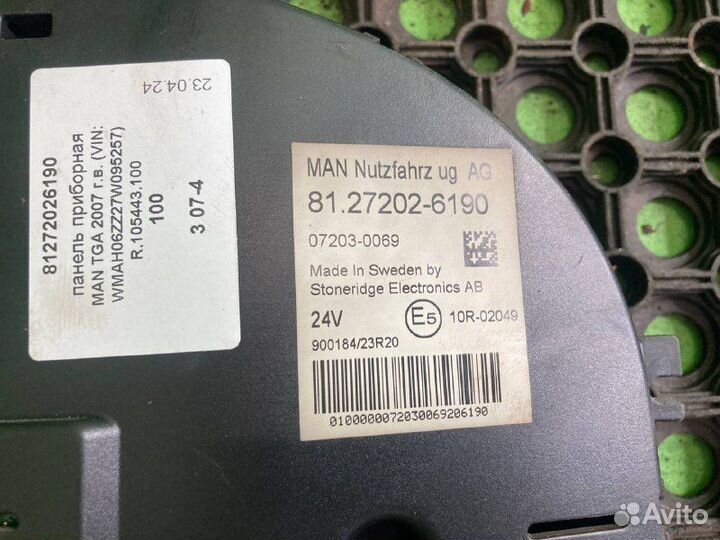 23.04.24
81272026190
панель приборная
MAN TGA 2007 г.в. (VIN:
WMAH06ZZ27W095257)
R.105443.100
100
3 07-4
MAN Nutzfahrz ug AG
81.27202-6190
07203-0069
Made In Sweden by
Stoneridge Electronics AB
24V E5 10R-02049
900184/23R20
0100000072030069206190
Avito